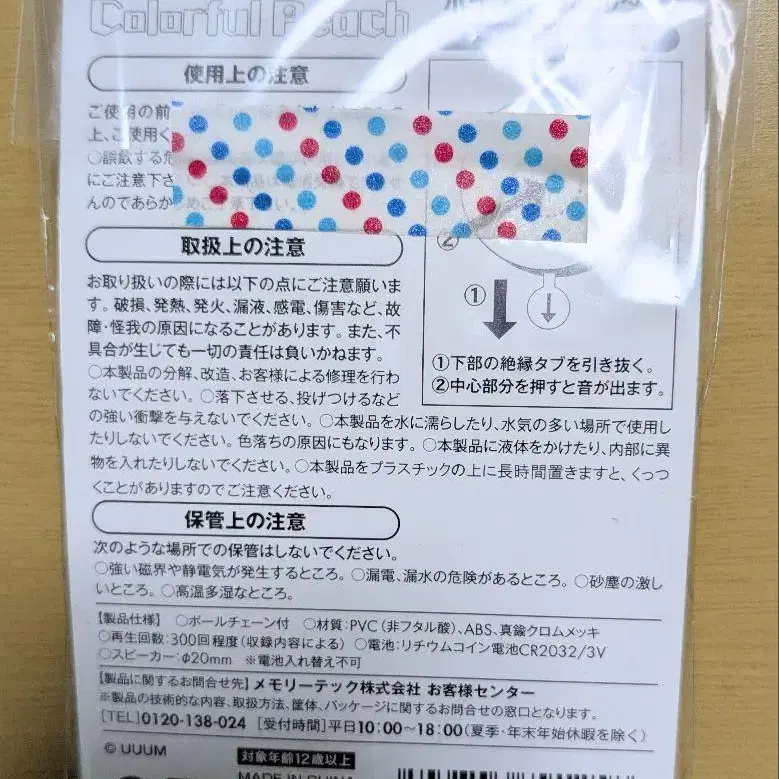 Colorful Peach
使用上の注意
ご使用の前
上、ご使用く
○誤飲する危
にご注意下さ
んのであらか
取扱上の注意
お取り扱いの際には以下の点にご注意願いま
す。破損、発熱、発火、漏液、感電、傷害など、故
障・怪我の原因になることがあります。また、不
具合が生じても一切の責任は負いかねます。
○本製品の分解、改造、お客様による修理を行わ
ないでください。○落下させる、投げつけるなど
の強い衝撃を与えないでください。○本製品を水に濡らしたり、水気の多い場所で使用し
たりしないでください。色落ちの原因にもなります。○本製品に液体をかけたり、内部に異
物を入れたりしないでください。○本製品をプラスチックの上に長時間置きますと、くっつ
くことがありますのでご注意ください。
②
①
①下部の絶縁タブを引き抜く。
②中心部分を押すと音が出ます。
保管上の注意
次のような場所での保管はしないでください。
○強い磁界や静電気が発生するところ。○漏電、漏水の危険があるところ。○砂塵の激し
いところ。○高温多湿なところ。
【製品仕様】 ○ボールチェーン付 ○材質:PVC(非フタル酸)、ABS、真鍮クロムメッキ
○再生回数:300回程度(収録内容による) ○電池:リチウムコイン電池CR2032/3V
○スピーカー:φ20mm ※電池入れ替え不可
【製品に関するお問合せ先】メモリーテック株式会社 お客様センター
※製品の技術的な内容、取扱方法、筐体、パッケージに関するお問合せの窓口となります。
[TEL]0120-138-024 [受付時間]平日10:00~18:00(夏季・年末年始休暇を除く)
© UUUM
対象年齢12歳以上
MADE IN CHINA